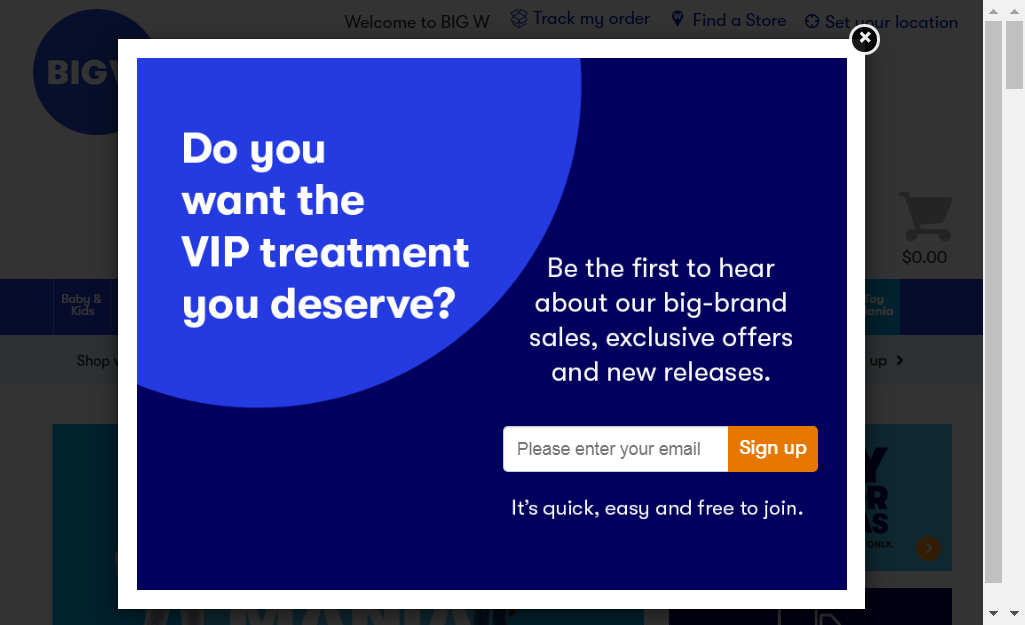 Welcome to BIG W
Track my order
Find a Store
Set your location
BIG W
$0.00
Baby &
Kids
Toy
Mania
Shop
up
Do you
want the
VIP treatment
you deserve?
Be the first to hear
about our big-brand
sales, exclusive offers
and new releases.
Please enter your email
Sign up
It's quick, easy and free to join.
ONLY.
MANIA